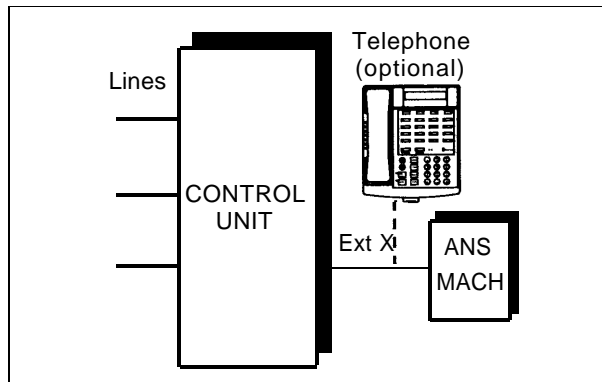 Telephone
(optional)
Lines
CONTROL
UNIT
Ext X
ANS
MACH